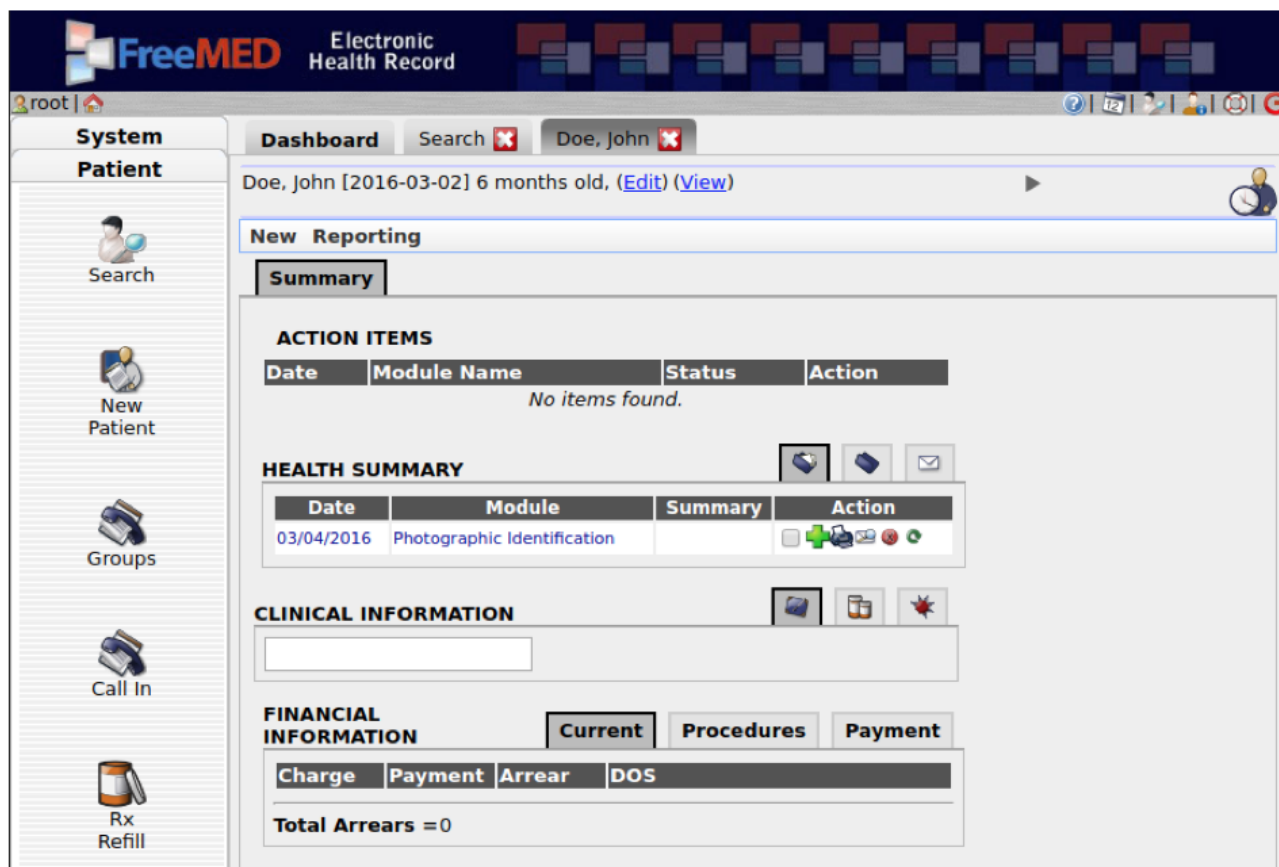 FreeMED
Electronic
Health Record
root |
12
System
Patient
Dashboard Search Doe, John
Doe, John [2016-03-02] 6 months old, (Edit) (View)
New Reporting
Summary
Search
New
Patient
Groups
Call In
Rx
Refill
ACTION ITEMS
Date Module Name Status Action
No items found.
HEALTH SUMMARY
Date Module Summary Action
03/04/2016 Photographic Identification
CLINICAL INFORMATION
FINANCIAL
INFORMATION
Current Procedures Payment
Charge Payment Arrear DOS
Total Arrears =0